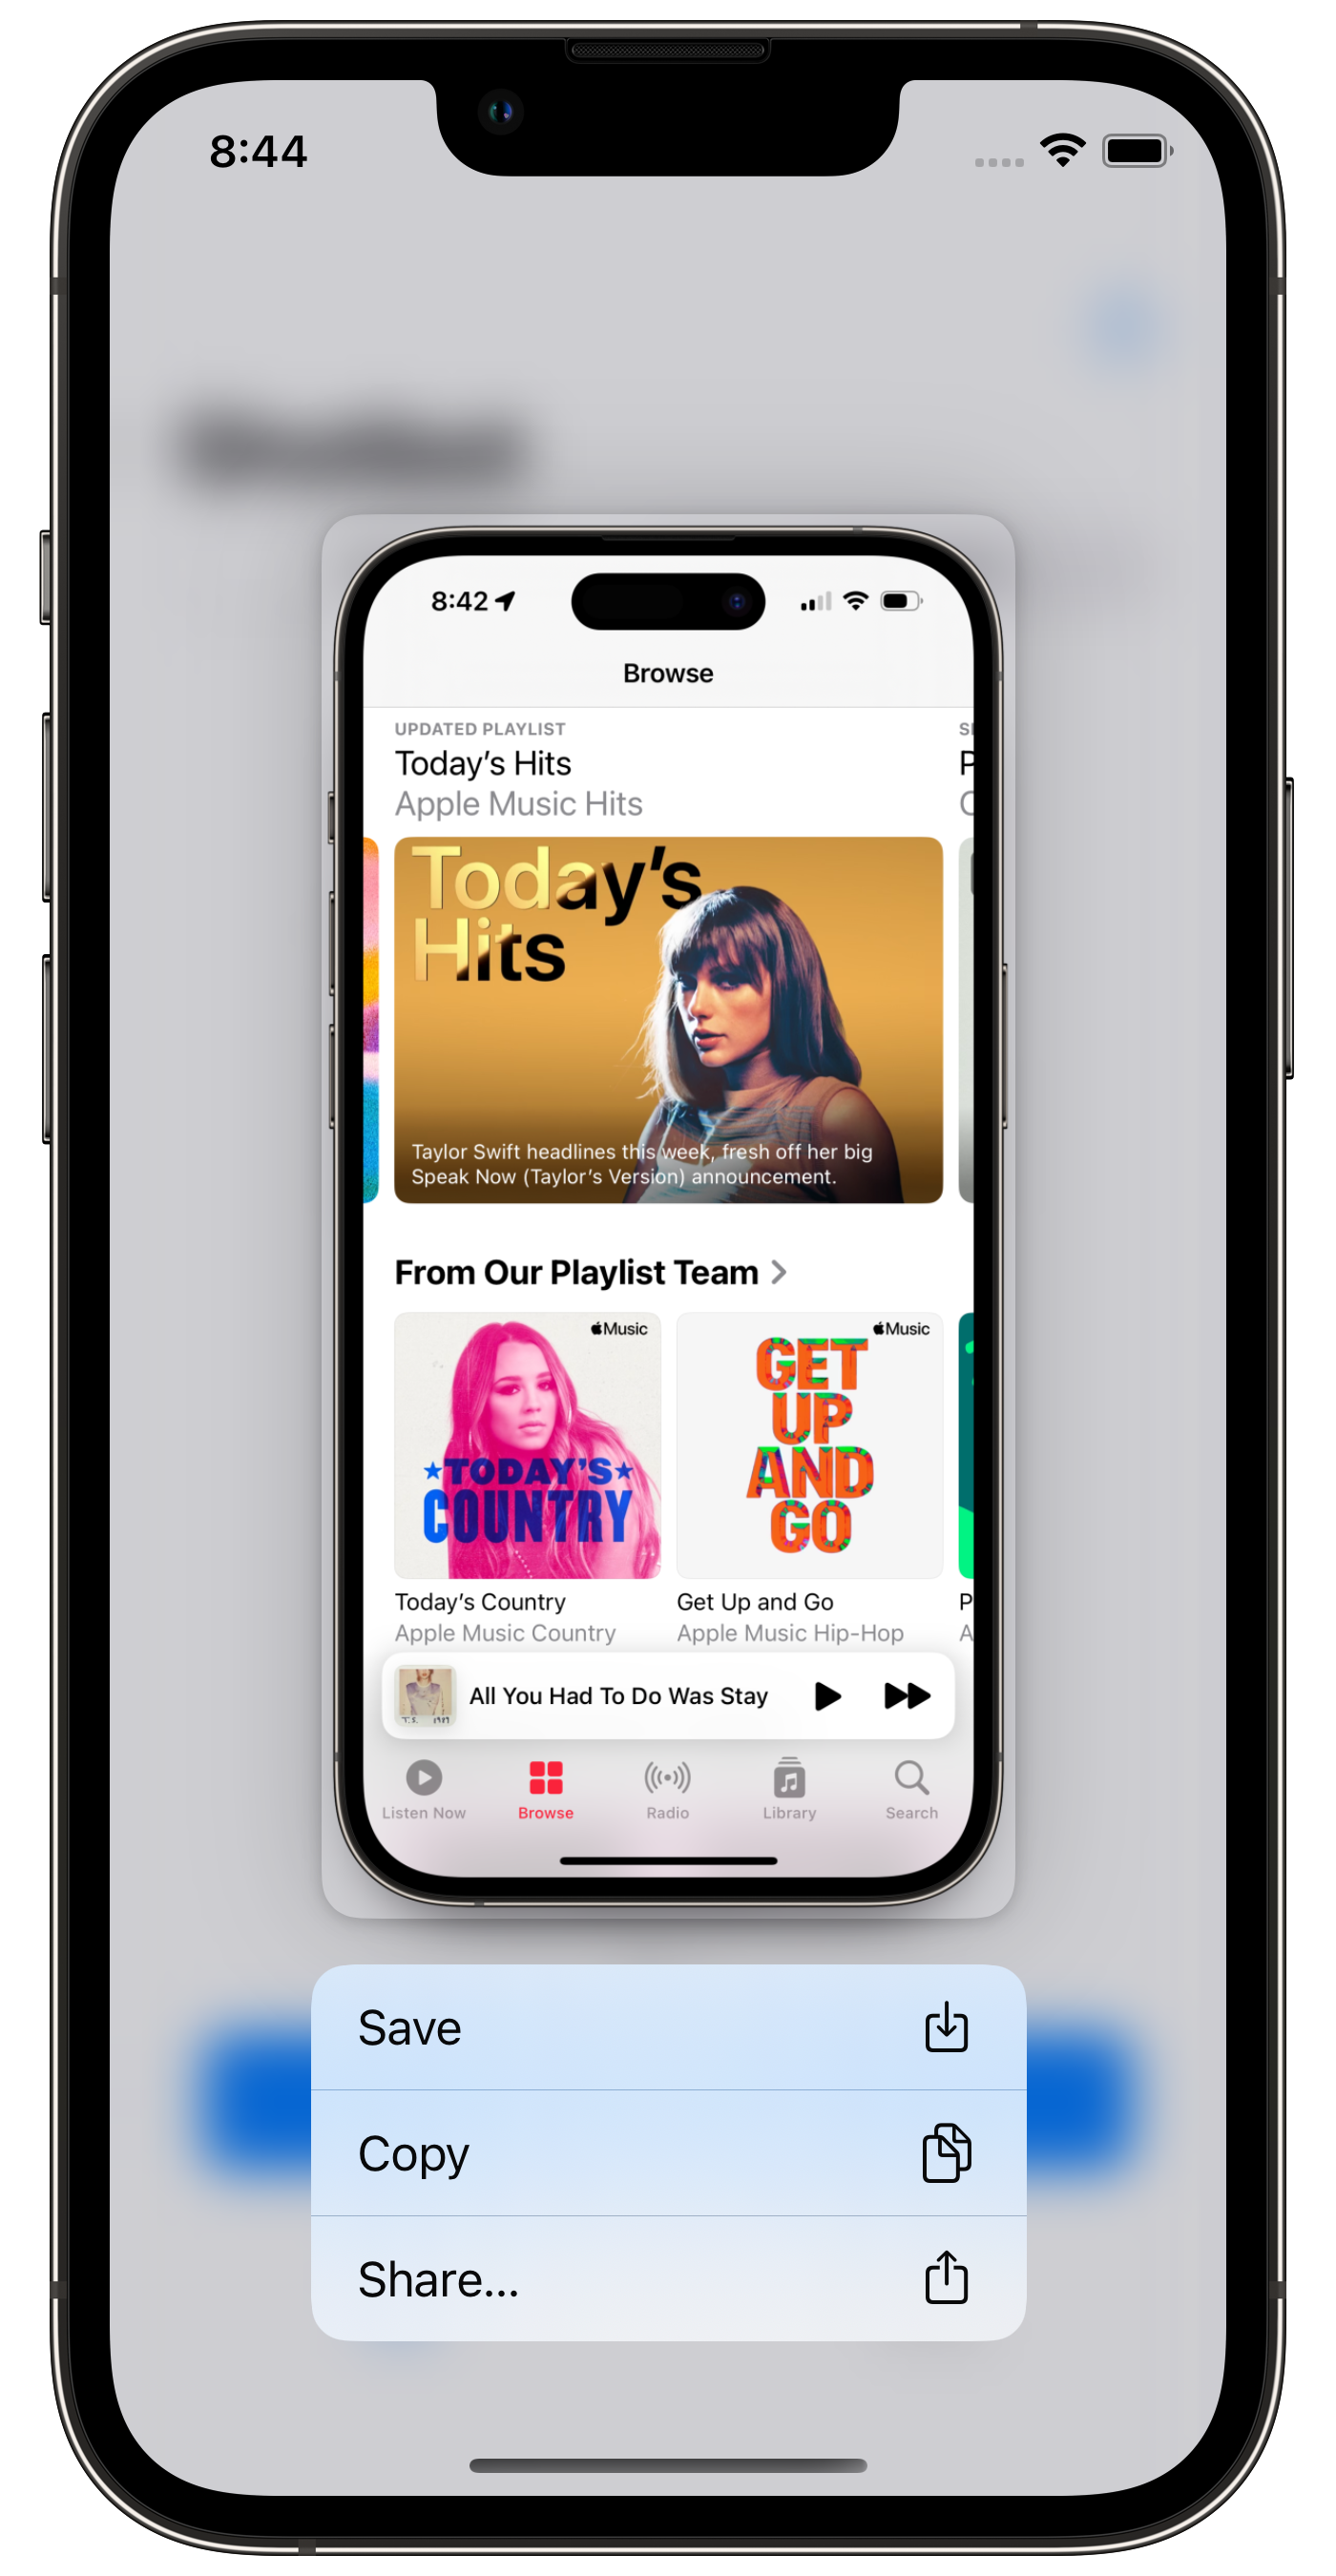 8:44
8:42
Browse
UPDATED PLAYLIST
Today's Hits
Apple Music Hits
Today's
Hits
Taylor Swift headlines this week, fresh off her big
Speak Now (Taylor's Version) announcement.
From Our Playlist Team
Music
TODAY'S
COUNTRY
Music
GET
UP
AND
GO
Today's Country
Get Up and Go
Apple Music Country
Apple Music Hip-Hop
All You Had To Do Was Stay
T.S. 1989
Listen Now
Browse
Radio
Library
Search
Save
Copy
Share...